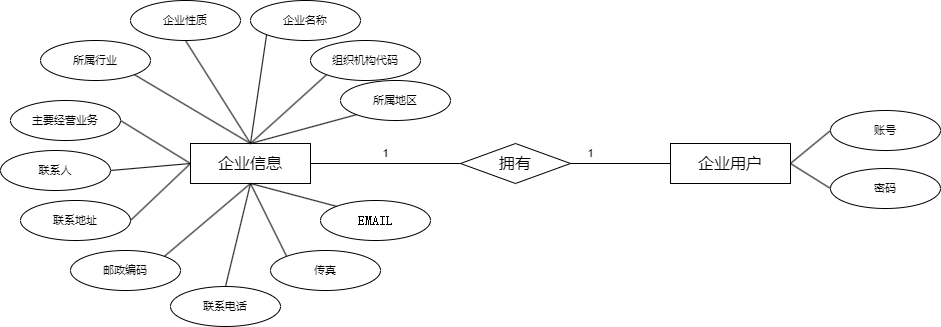 企业性质
企业名称
所属行业
组织机构代码
所属地区
主要经营业务
账号
企业信息
1
拥有
1
企业用户
联系人
密码
联系地址
EMAIL
邮政编码
传真
联系电话